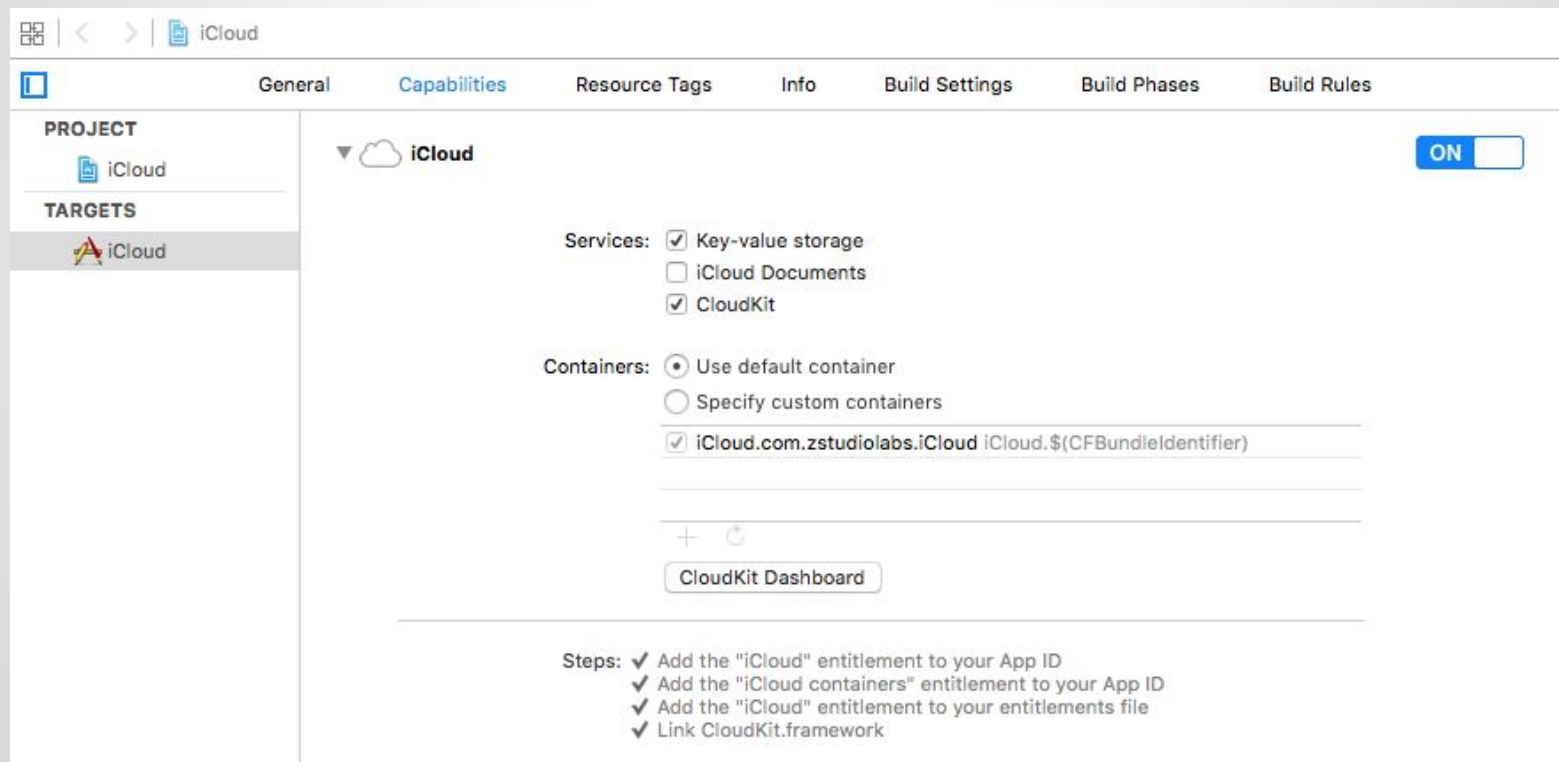 iCloud
General Capabilities Resource Tags Info Build Settings Build Phases Build Rules
PROJECT
iCloud
TARGETS
iCloud
iCloud
ON
Services: Key-value storage
iCloud Documents
CloudKit
Containers: Use default container
Specify custom containers
iCloud.com.zstudiolabs.iCloud iCloud.$(CFBundleIdentifier)
CloudKit Dashboard
Steps: Add the "iCloud" entitlement to your App ID
Add the "iCloud containers" entitlement to your App ID
Add the "iCloud" entitlement to your entitlements file
Link CloudKit.framework